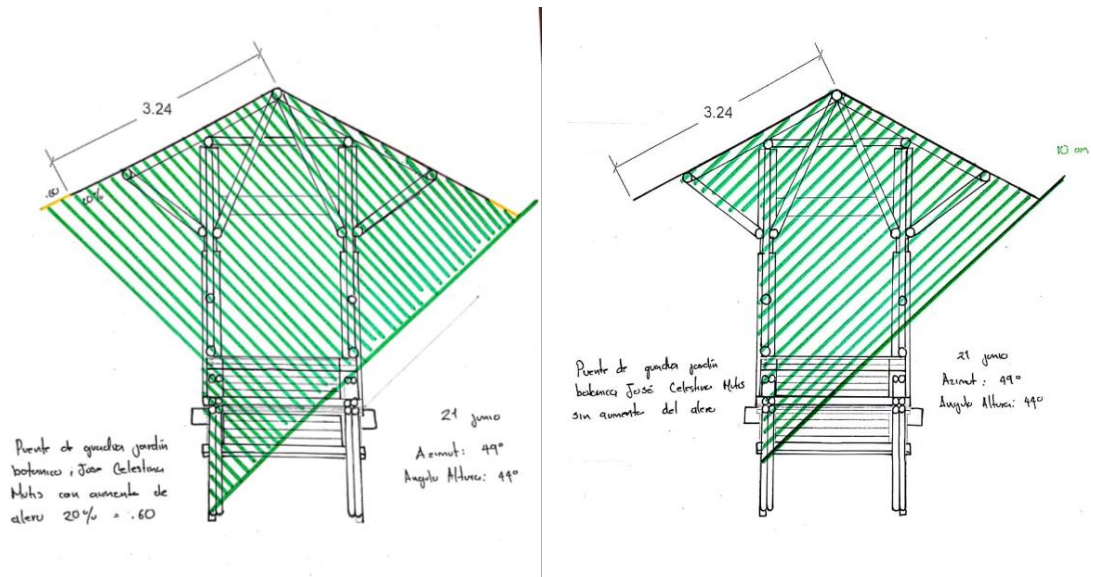 3.24
.60
20%
21 junio
Azimut: 49°
Angulo Altura: 44°
Puente de guadua jardín
botanico, Jose Celestino
Mutis con aumento de
alero 20% = .60
3.24
10 am
Puente de guadua jardín
botanico José Celestino Mutis
sin aumento del alero
21 junio
Azimut: 49°
Angulo Altura: 44°